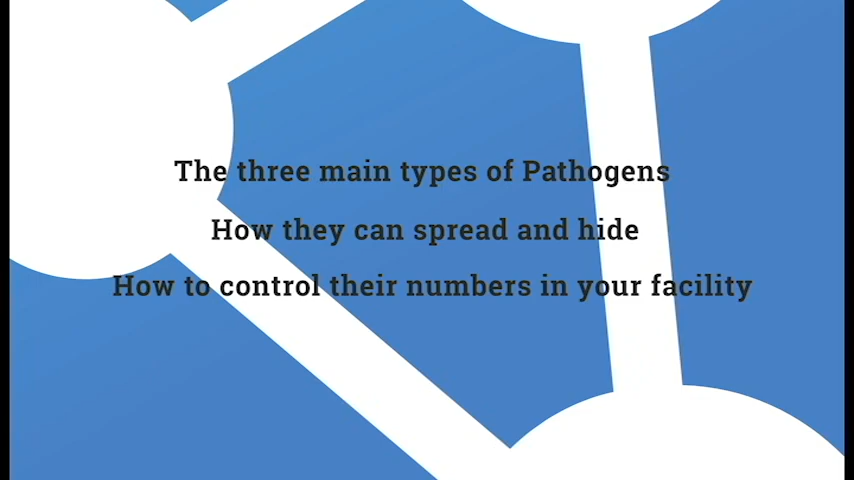 The three main types of Pathogens
How they can spread and hide
How to control their numbers in your facility